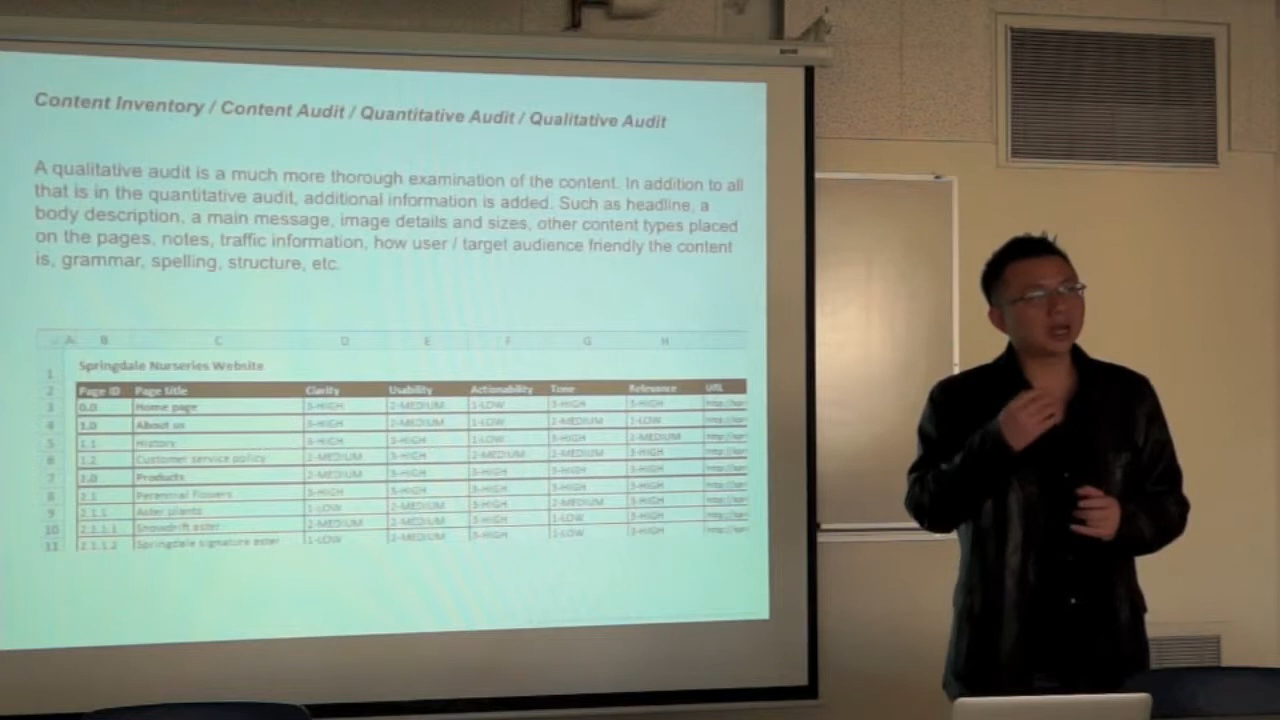 Content Inventory / Content Audit / Quantitative Audit / Qualitative Audit
A qualitative audit is a much more thorough examination of the content. In addition to all
that is in the quantitative audit, additional information is added. Such as headline, a
body description, a main message, image details and sizes, other content types placed
on the pages, notes, traffic information, how user / target audience friendly the content
is, grammar, spelling, structure, etc.
A B C D E F G H
1 Springdale Nurseries Website
2 Page ID Page title Clarity Usability Actionability Tone Relevance URL
3 0.0 Home page 3-HIGH 2-MEDIUM 1-LOW 3-HIGH 3-HIGH
4 1.0 About us 3-HIGH 2-MEDIUM 1-LOW 2-MEDIUM 1-LOW
5 1.1 History 3-HIGH 3-HIGH 1-LOW 3-HIGH 2-MEDIUM
6 1.2 Customer service policy 2-MEDIUM 3-HIGH 2-MEDIUM 2-MEDIUM 3-HIGH
7 2.0 Products 2-MEDIUM 3-HIGH 3-HIGH 3-HIGH 3-HIGH
8 2.1 Perennial flowers 3-HIGH 3-HIGH 3-HIGH 3-HIGH 3-HIGH
9 2.1.1 Aster plants 1-LOW 2-MEDIUM 3-HIGH 2-MEDIUM 3-HIGH
10 2.1.1.1 Snowdrift aster 2-MEDIUM 2-MEDIUM 3-HIGH 1-LOW 3-HIGH
11 2.1.1.2 Springdale signature aster 1-LOW 2-MEDIUM 3-HIGH 1-LOW 3-HIGH